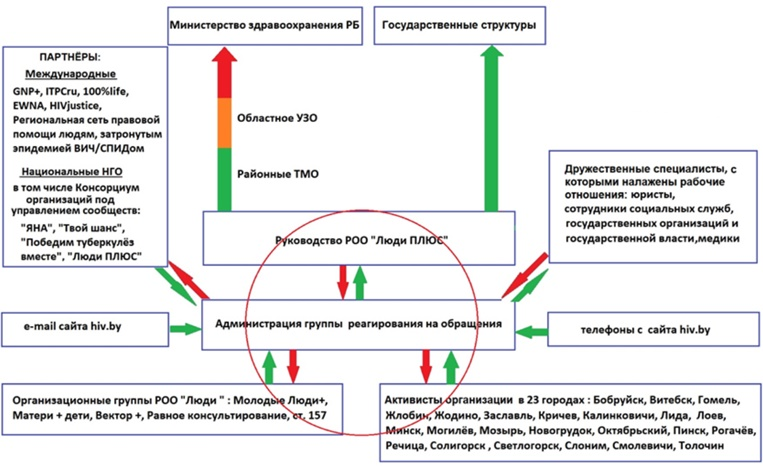 Министерство здравоохранения РБ
Государственные структуры
ПАРТНЁРЫ:
Международные
GNP+, ITPCru, 100%life,
EWNA, HIVjustice,
Региональная сеть правовой
помощи людям, затронутым
эпидемией ВИЧ/СПИДом
Национальные НГО
в том числе Консорциум
организаций под
управлением сообществ:
"ЯНА", "Твой шанс",
"Победим туберкулёз
вместе", "Люди ПЛЮС"
Областное УЗО
Районные ТМО
Дружественные специалисты, с
которыми налажены рабочие
отношения: юристы,
сотрудники социальных служб,
государственных организаций и
государственной власти,медики
Руководство РОО "Люди ПЛЮС"
e-mail сайта hiv.by
Администрация группы реагирования на обращения
телефоны с сайта hiv.by
Организационные группы РОО "Люди " : Молодые Люди+,
Матери + дети, Вектор +, Равное консультирование, ст. 157
Активисты организации в 23 городах : Бобруйск, Витебск, Гомель,
Жлобин, Жодино, Заславль, Кричев, Калинковичи, Лида, Лоев,
Минск, Могилёв, Мозырь, Новогрудок, Октябрьский, Пинск, Рогачёв,
Речица, Солигорск , Светлогорск, Слоним, Смолевичи, Толочин